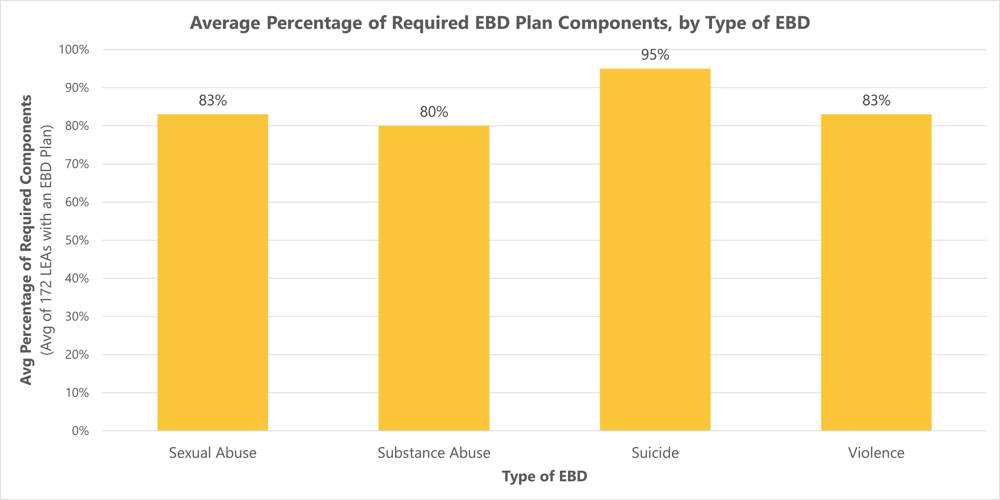 Average Percentage of Required EBD Plan Components, by Type of EBD
Avg Percentage of Required Components
(Avg of 172 LEAs with an EBD Plan)
100%
90%
80%
70%
60%
50%
40%
30%
20%
10%
0%
83%
80%
95%
83%
Sexual Abuse
Substance Abuse
Suicide
Violence
Type of EBD